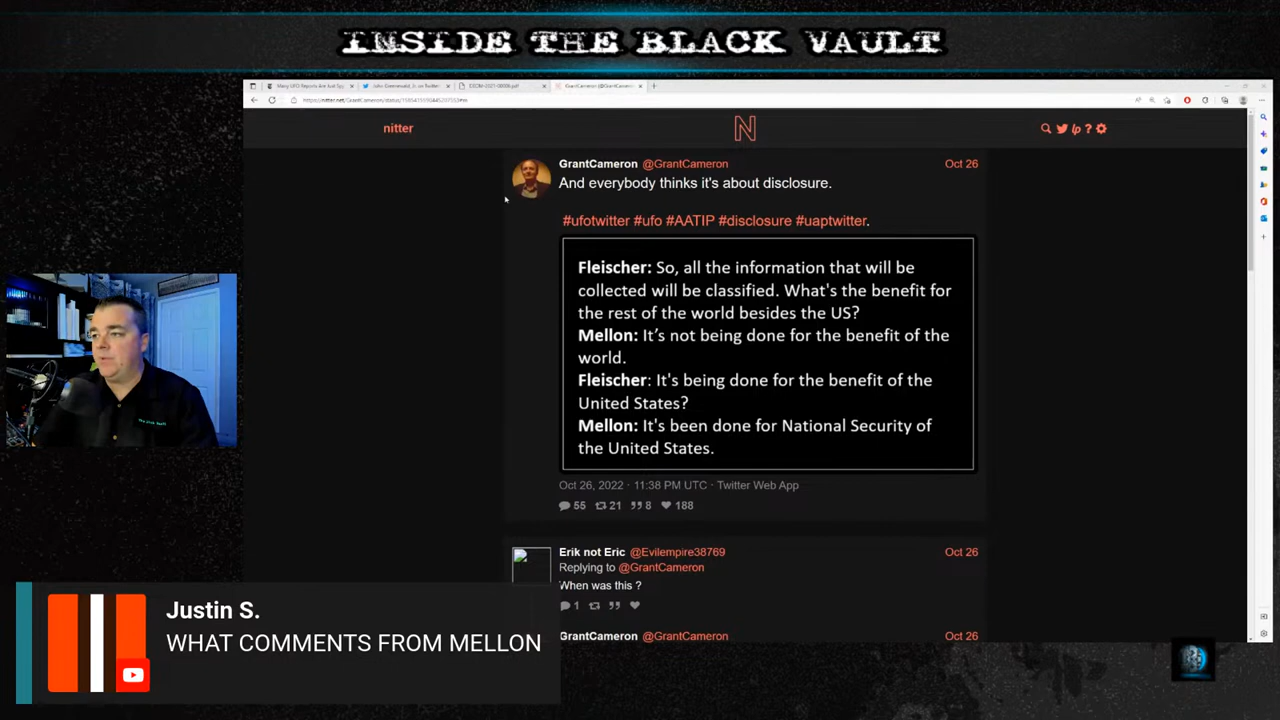 INSIDE THE BLACK VAULT
nitter
N
GrantCameron @GrantCameron
Oct 26
And everybody thinks it's about disclosure.
#ufotwitter #ufo #AATIP #disclosure #uaptwitter.
Fleischer: So, all the information that will be
collected will be classified. What's the benefit for
the rest of the world besides the US?
Mellon: It's not being done for the benefit of the
world.
Fleischer: It's being done for the benefit of the
United States?
Mellon: It's been done for National Security of
the United States.
Oct 26, 2022 · 11:38 PM UTC · Twitter Web App
55 21 8 188
Erik not Eric @Evilempire38769
Oct 26
Replying to @GrantCameron
When was this ?
1
GrantCameron @GrantCameron
Oct 26
Justin S.
WHAT COMMENTS FROM MELLON